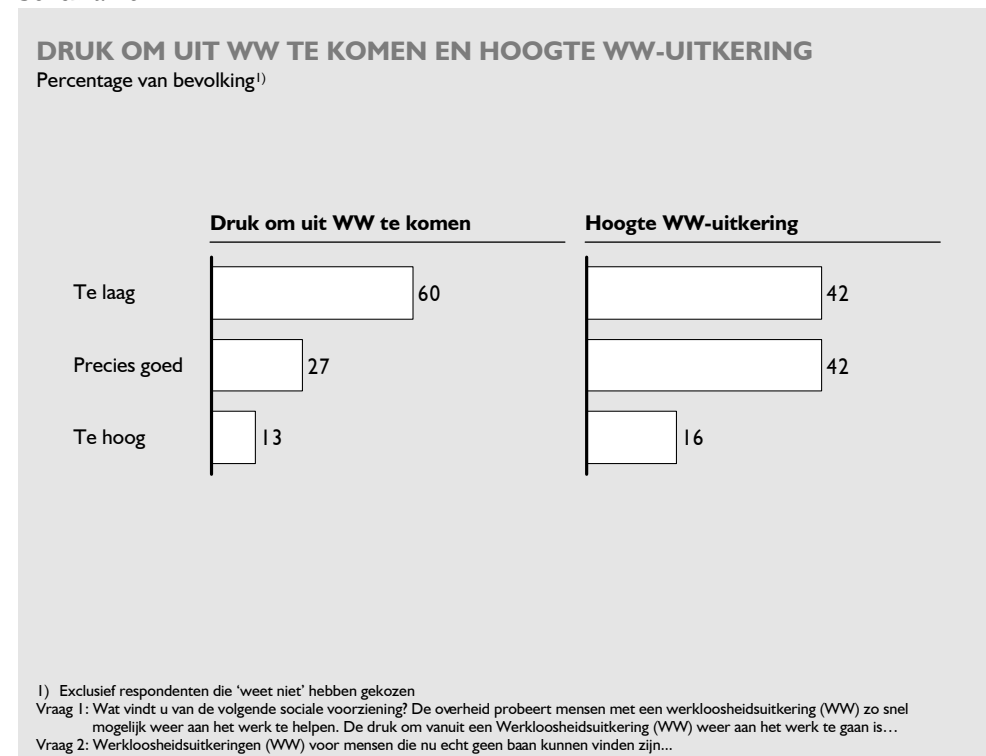 DRUK OM UIT WW TE KOMEN EN HOOGTE WW-UITKERING
Percentage van bevolking1)
Druk om uit WW te komen
Hoogte WW-uitkering
Te laag 60 42
Precies goed 27 42
Te hoog 13 16
1) Exclusief respondenten die ‘weet niet’ hebben gekozen
Vraag 1: Wat vindt u van de volgende sociale voorziening? De overheid probeert mensen met een werkloosheidsuitkering (WW) zo snel
mogelijk weer aan het werk te helpen. De druk om vanuit een Werkloosheidsuitkering (WW) weer aan het werk te gaan is…
Vraag 2: Werkloosheidsuitkeringen (WW) voor mensen die nu echt geen baan kunnen vinden zijn...